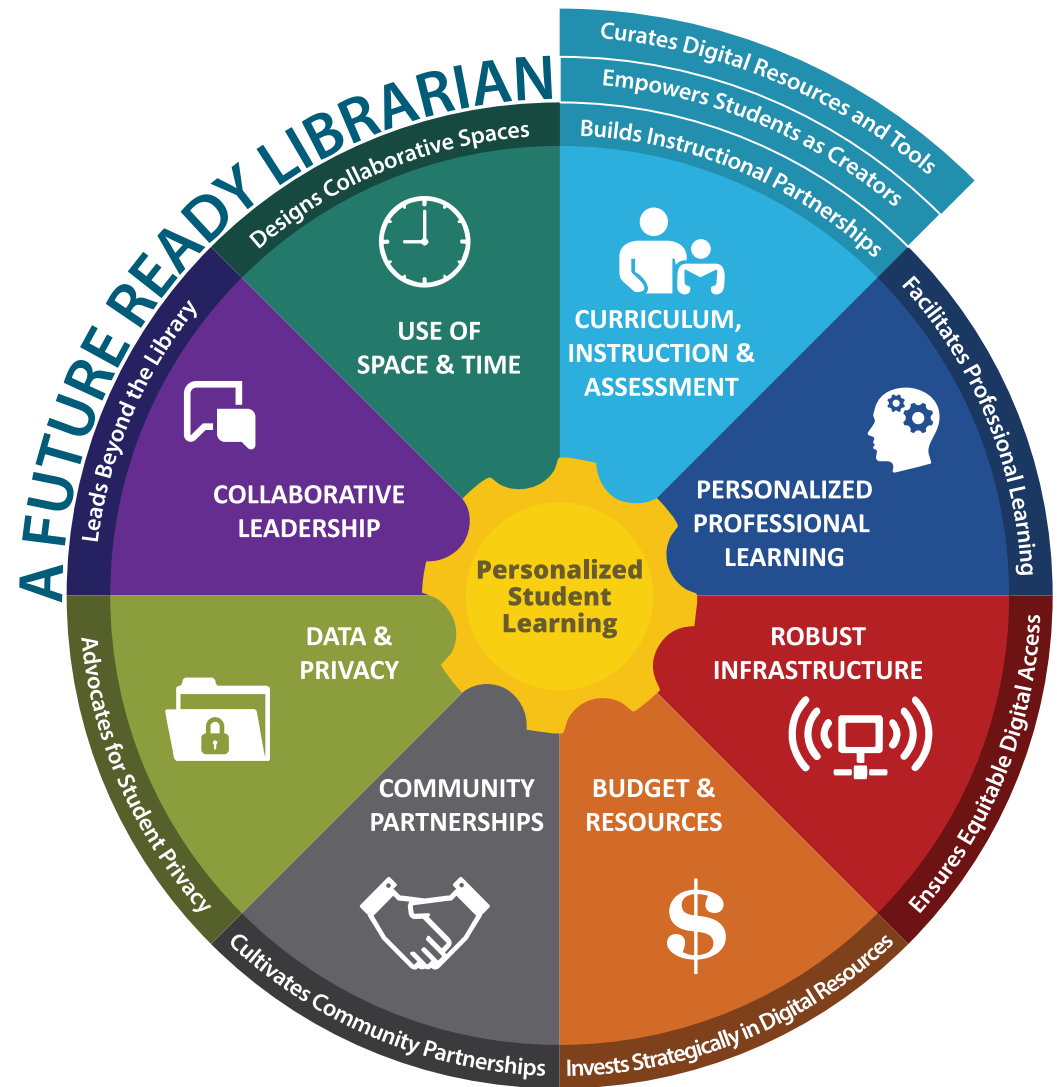 A FUTURE READY LIBRARIAN
Curates Digital Resources and Tools
Empowers Students as Creators
Builds Instructional Partnerships
CURRICULUM,
INSTRUCTION &
ASSESSMENT
Facilitates Professional Learning
PERSONALIZED
PROFESSIONAL
LEARNING
Ensures Equitable Digital Access
ROBUST
INFRASTRUCTURE
Invests Strategically in Digital Resources
BUDGET &
RESOURCES
$
Cultivates Community Partnerships
COMMUNITY
PARTNERSHIPS
Advocates for Student Privacy
DATA &
PRIVACY
Leads Beyond the Library
COLLABORATIVE
LEADERSHIP
Designs Collaborative Spaces
USE OF
SPACE & TIME
Personalized
Student
Learning